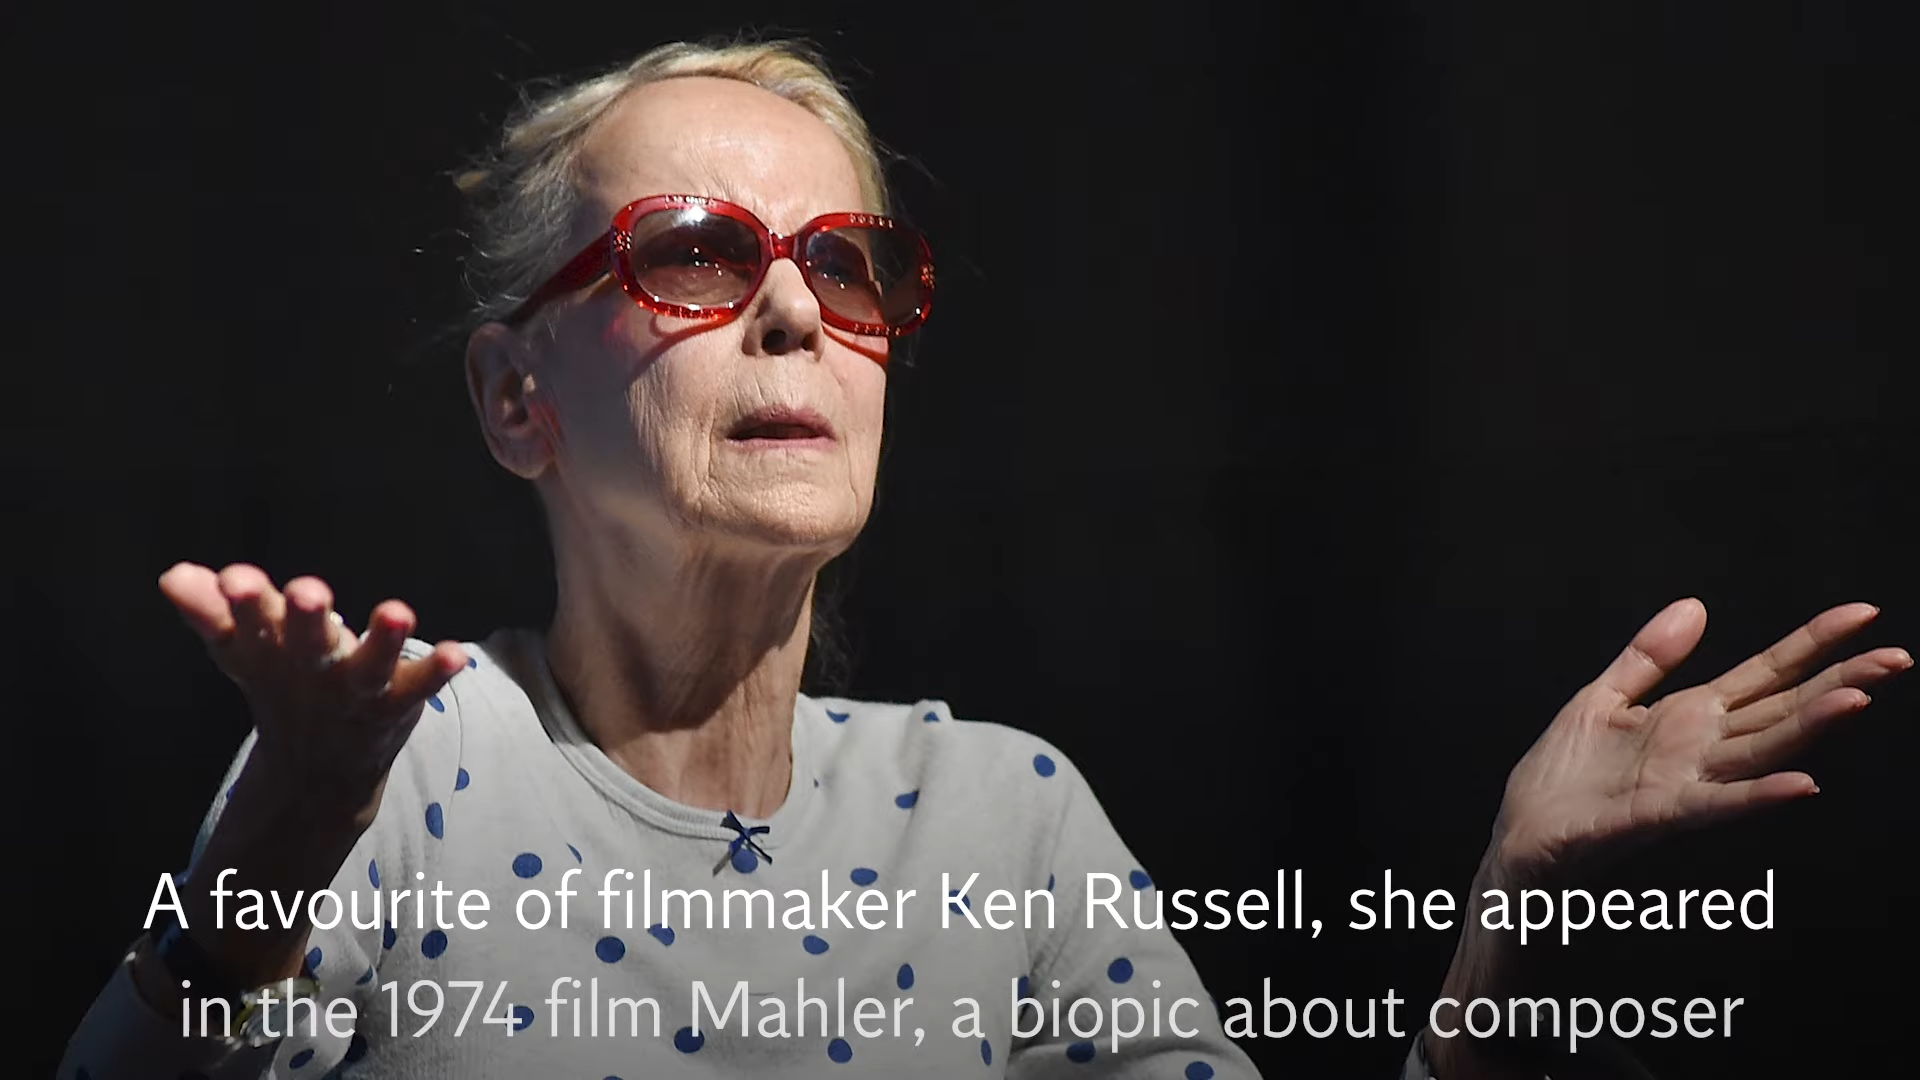 A favourite of filmmaker Ken Russell, she appeared
in the 1974 film Mahler, a biopic about composer